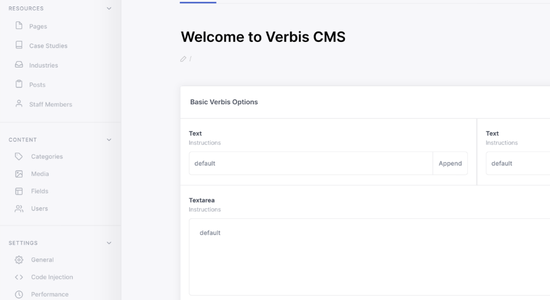 RESOURCES
Pages
Case Studies
Industries
Posts
Staff Members
CONTENT
Categories
Media
Fields
Users
SETTINGS
General
Code Injection
Performance
Welcome to Verbis CMS
/
Basic Verbis Options
Text
Instructions
default
Append
Text
Instructions
default
Textarea
Instructions
default